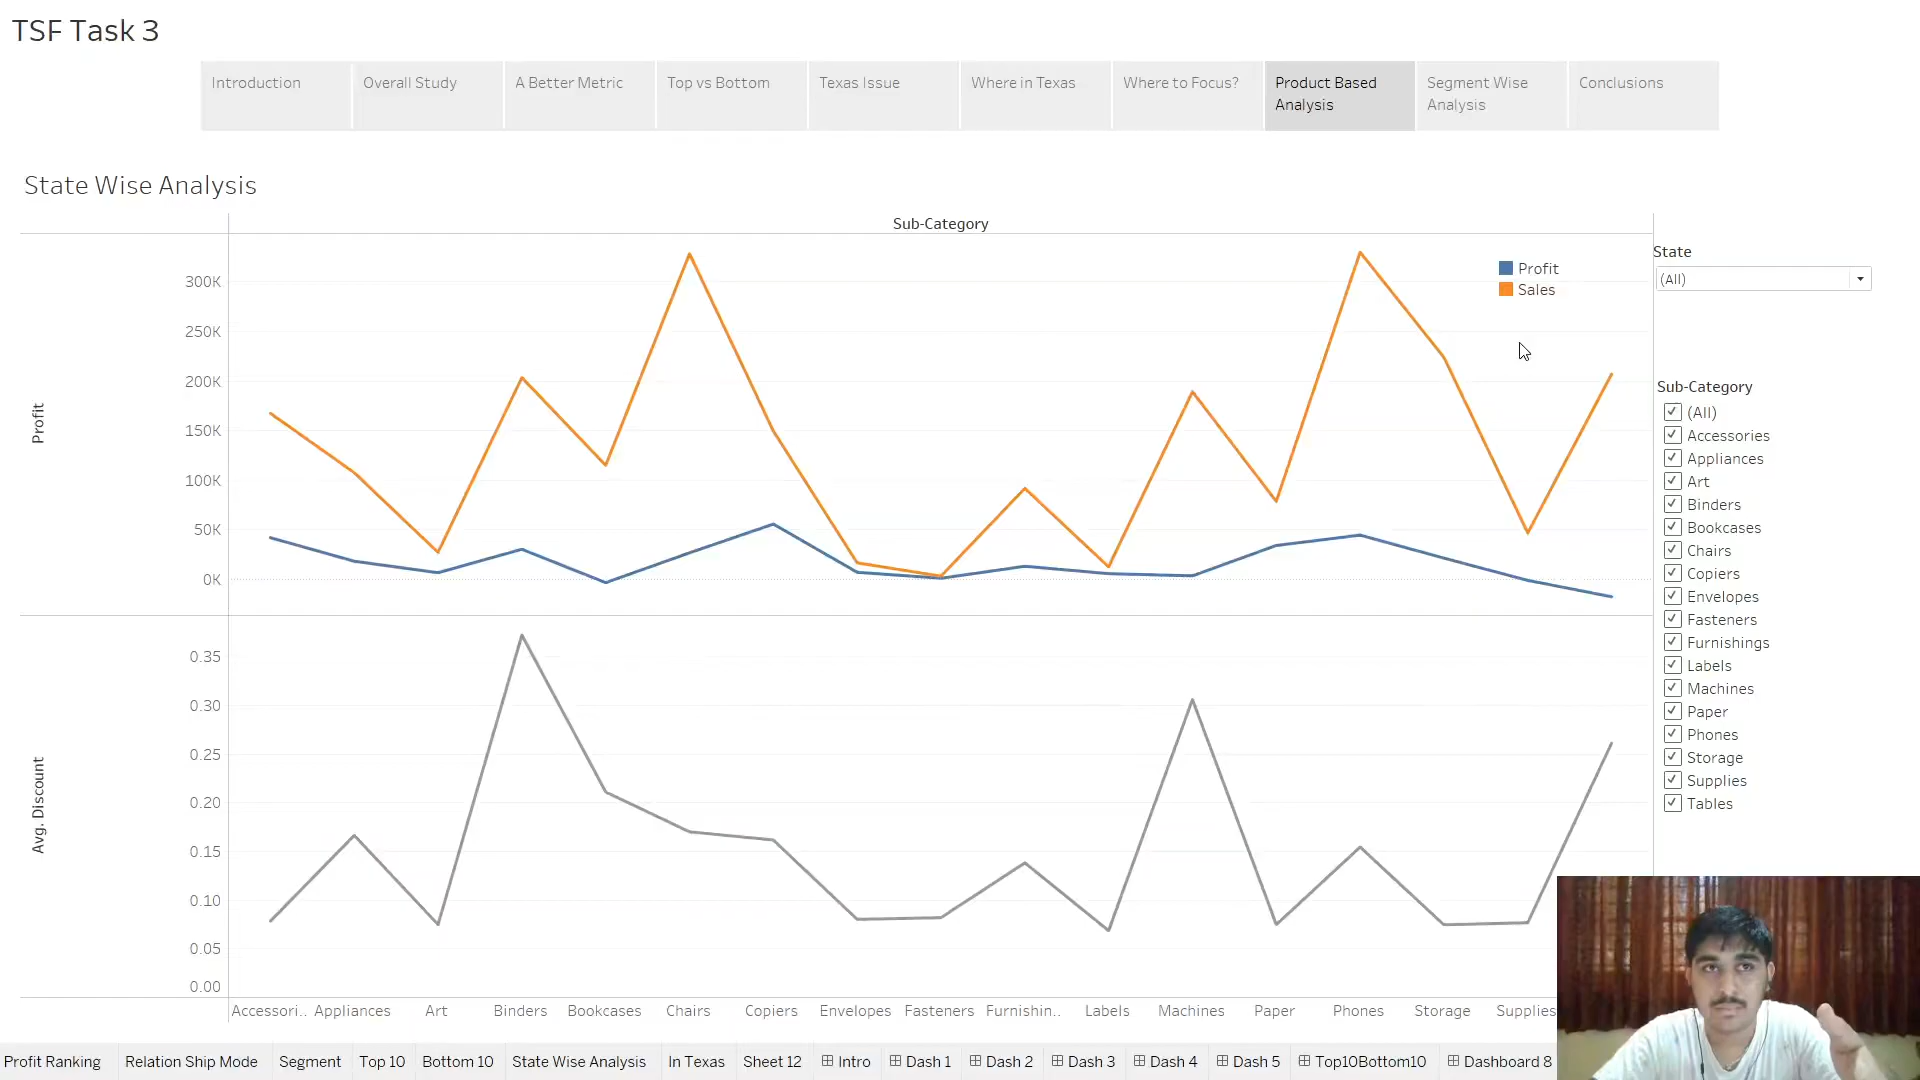 TSF Task 3
Introduction
Overall Study
A Better Metric
Top vs Bottom
Texas Issue
Where in Texas
Where to Focus?
Product Based
Analysis
Segment Wise
Analysis
Conclusions
State Wise Analysis
Sub-Category
Profit
300K
250K
200K
150K
100K
50K
0K
Profit
Sales
Avg. Discount
0.35
0.30
0.25
0.20
0.15
0.10
0.05
0.00
Accessori..
Appliances
Art
Binders
Bookcases
Chairs
Copiers
Envelopes
Fasteners
Furnishin..
Labels
Machines
Paper
Phones
Storage
Supplies
State
(All)
Sub-Category
(All)
Accessories
Appliances
Art
Binders
Bookcases
Chairs
Copiers
Envelopes
Fasteners
Furnishings
Labels
Machines
Paper
Phones
Storage
Supplies
Tables
Profit Ranking
Relation Ship Mode
Segment
Top 10
Bottom 10
State Wise Analysis
In Texas
Sheet 12
Intro
Dash 1
Dash 2
Dash 3
Dash 4
Dash 5
Top10Bottom10
Dashboard 8